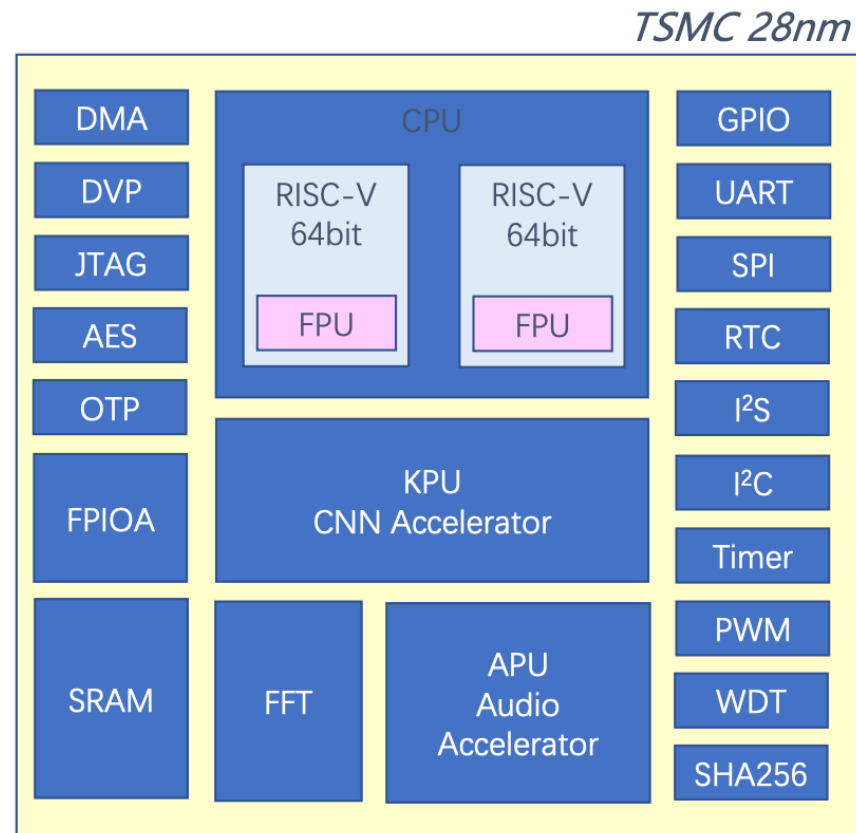 TSMC 28nm
DMA
DVP
JTAG
AES
OTP
FPIOA
SRAM
CPU
RISC-V
64bit
FPU
RISC-V
64bit
FPU
KPU
CNN Accelerator
FFT
APU
Audio
Accelerator
GPIO
UART
SPI
RTC
I²S
I²C
Timer
PWM
WDT
SHA256